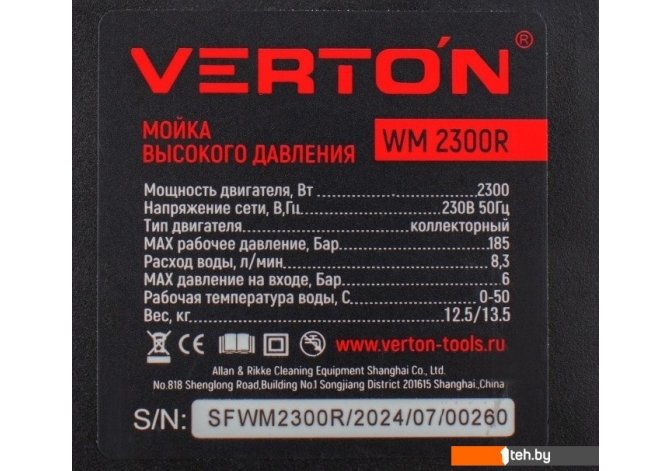 VERTON®
МОЙКА
ВЫСОКОГО ДАВЛЕНИЯ
WM 2300R
Мощность двигателя, Вт 2300
Напряжение сети, В,Гц 230В 50Гц
Тип двигателя коллекторный
MAX рабочее давление, Бар 185
Расход воды, л/мин 8,3
MAX давление на входе, Бар 6
Рабочая температура воды, С 0-50
Вес, кг 12.5/13.5
CE www.verton-tools.ru
Allan & Rikke Cleaning Equipment Shanghai Co., Ltd.
No.818 Shenglong Road,Building No.1 Songjiang District 201615 Shanghai,China
S/N: SFWM2300R/2024/07/00260
1teh.by